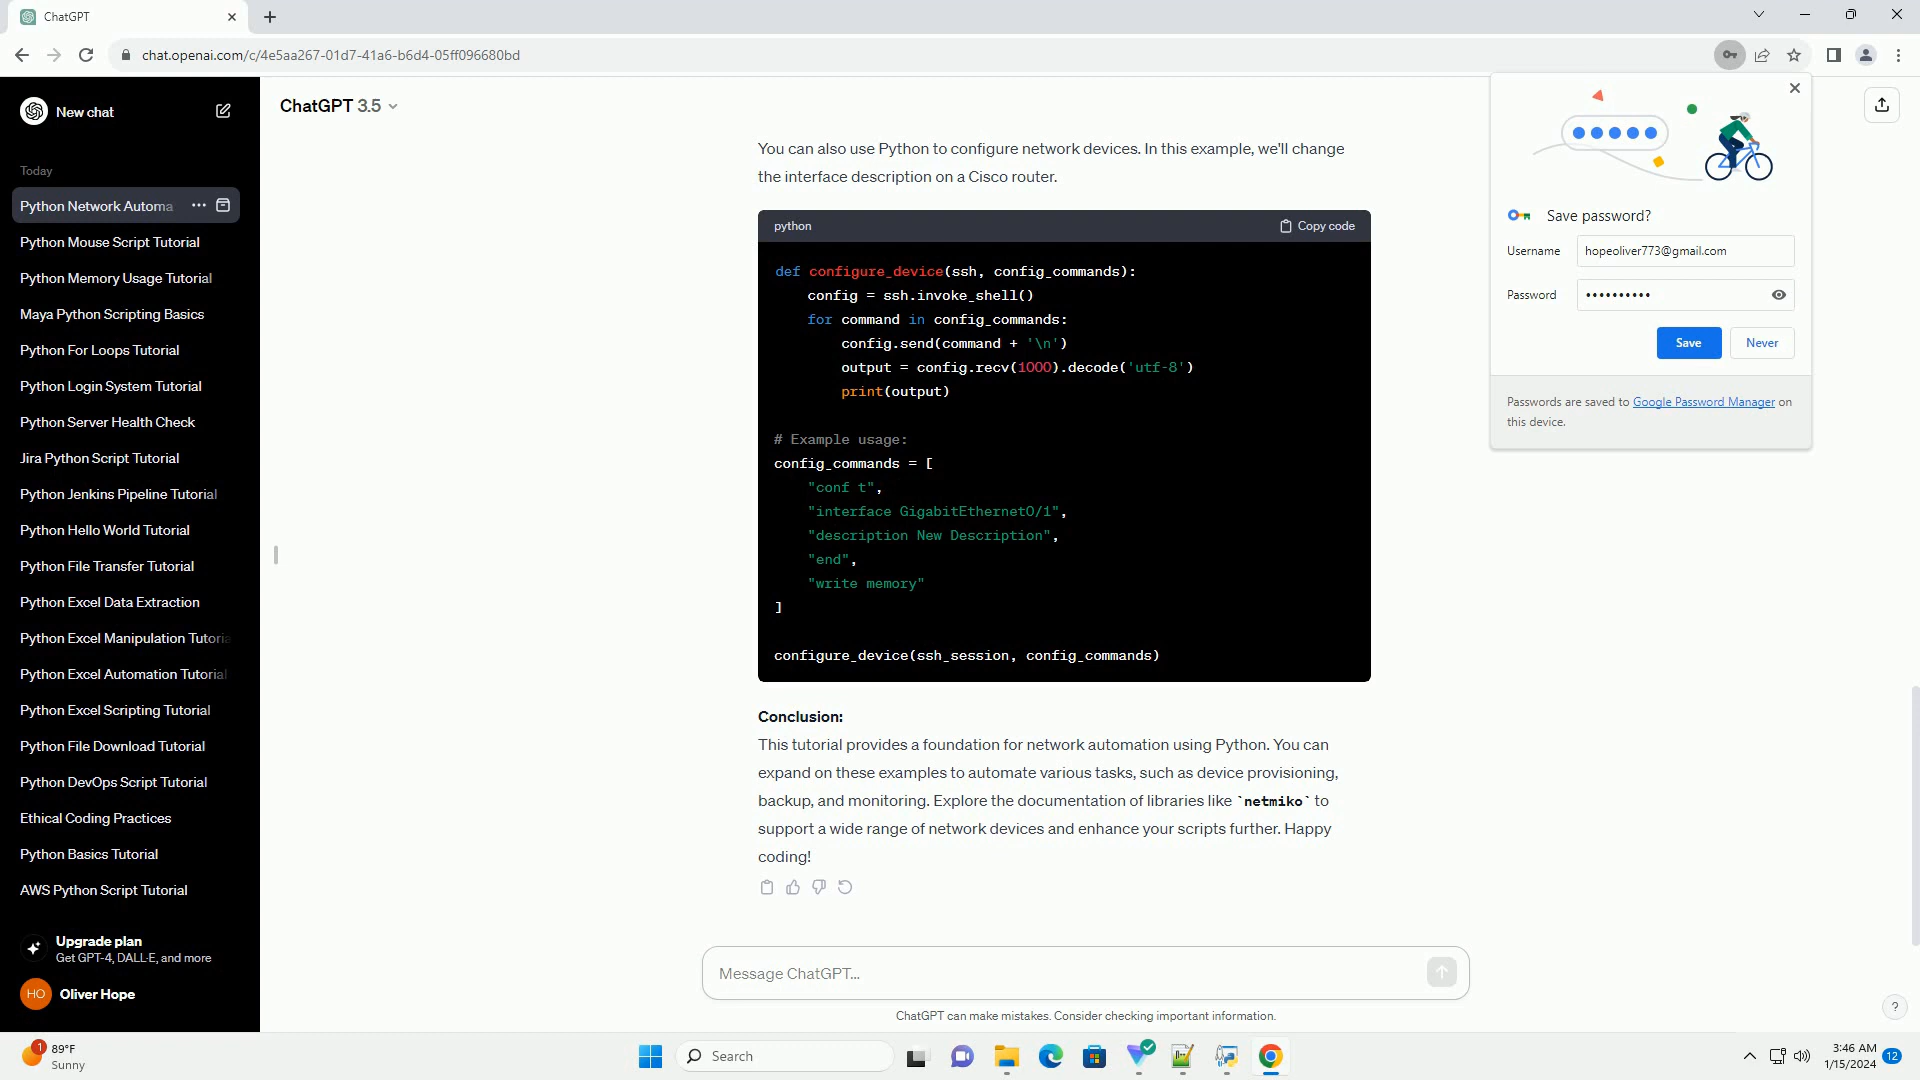 ChatGPT
chat.openai.com/c/4e5aa267-01d7-41a6-b6d4-05ff096680bd
New chat
Today
Python Network Automa
Python Mouse Script Tutorial
Python Memory Usage Tutorial
Maya Python Scripting Basics
Python For Loops Tutorial
Python Login System Tutorial
Python Server Health Check
Jira Python Script Tutorial
Python Jenkins Pipeline Tutorial
Python Hello World Tutorial
Python File Transfer Tutorial
Python Excel Data Extraction
Python Excel Manipulation Tutoria
Python Excel Automation Tutorial
Python Excel Scripting Tutorial
Python File Download Tutorial
Python DevOps Script Tutorial
Ethical Coding Practices
Python Basics Tutorial
AWS Python Script Tutorial
Upgrade plan
Get GPT-4, DALL·E, and more
HO Oliver Hope
ChatGPT 3.5
You can also use Python to configure network devices. In this example, we'll change
the interface description on a Cisco router.
python Copy code
def configure_device(ssh, config_commands):
config = ssh.invoke_shell()
for command in config_commands:
config.send(command + '\n')
output = config.recv(1000).decode('utf-8')
print(output)
# Example usage:
config_commands = [
"conf t",
"interface GigabitEthernet0/1",
"description New Description",
"end",
"write memory"
]
configure_device(ssh_session, config_commands)
Conclusion:
This tutorial provides a foundation for network automation using Python. You can
expand on these examples to automate various tasks, such as device provisioning,
backup, and monitoring. Explore the documentation of libraries like `netmiko` to
support a wide range of network devices and enhance your scripts further. Happy
coding!
Message ChatGPT...
ChatGPT can make mistakes. Consider checking important information.
?
Save password?
Username hopeoliver773@gmail.com
Password ••••••••••
Save Never
Passwords are saved to Google Password Manager on
this device.
1
89°F
Sunny
Search
3:46 AM
1/15/2024
12